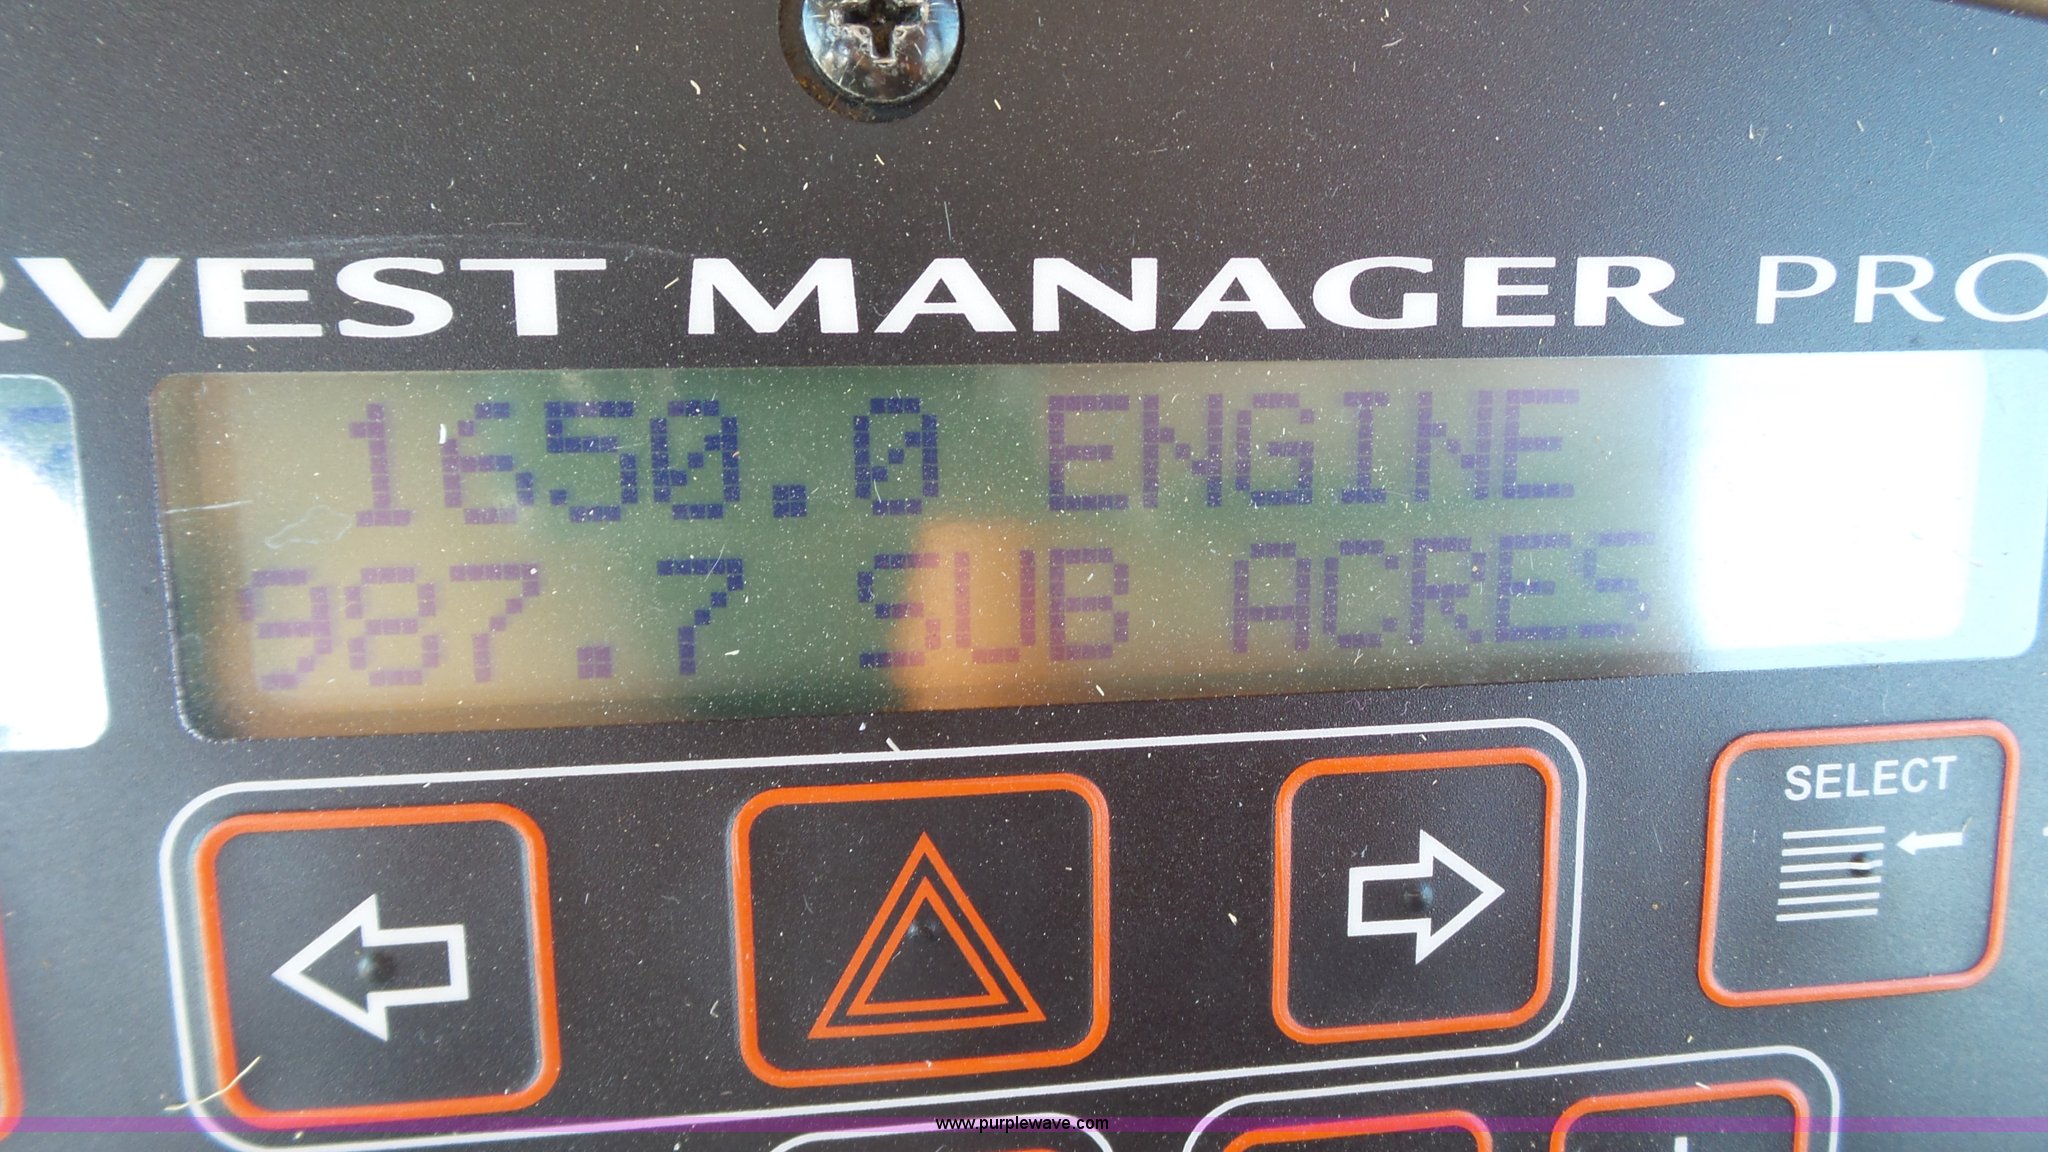 RVEST MANAGER PRO
1650.0 ENGINE
987.7 SUB ACRES
SELECT
www.purplewave.com